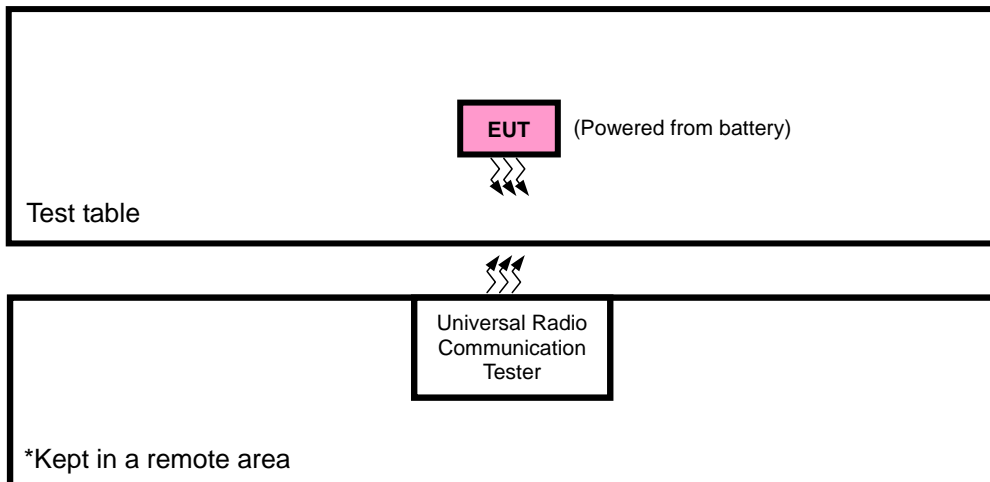 EUT
(Powered from battery)
Test table
Universal Radio
Communication
Tester
*Kept in a remote area